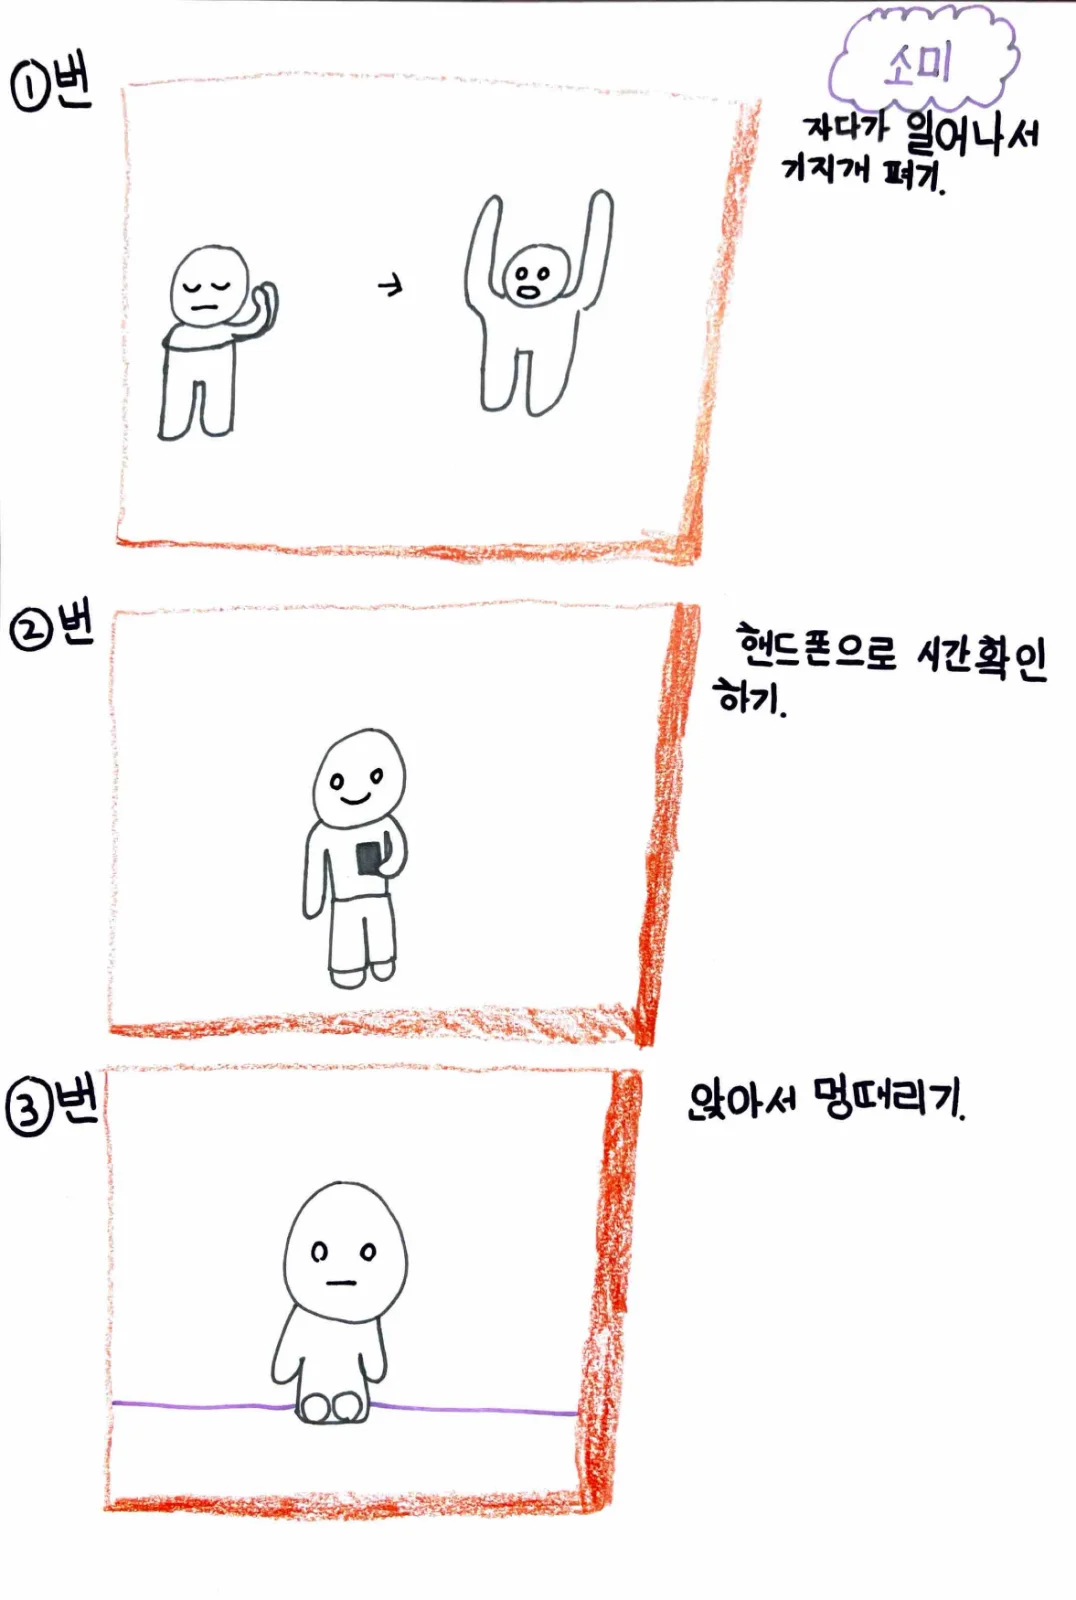 소미
①번
자다가 일어나서
기지개 펴기.
→
②번
핸드폰으로 시간확인
하기.
③번
앉아서 멍때리기.